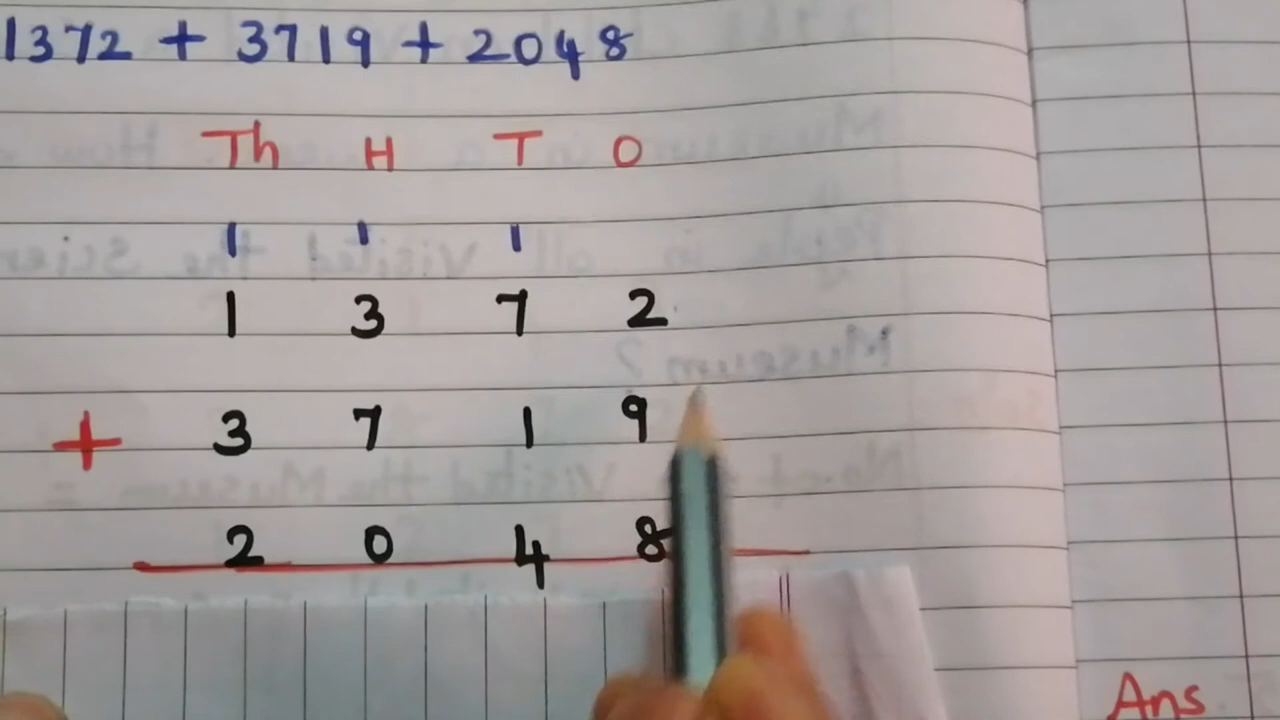 1372 + 3719 + 2048
Th H T O
1 1 1
1 3 7 2
+ 3 7 1 9
2 0 4 8
Ans